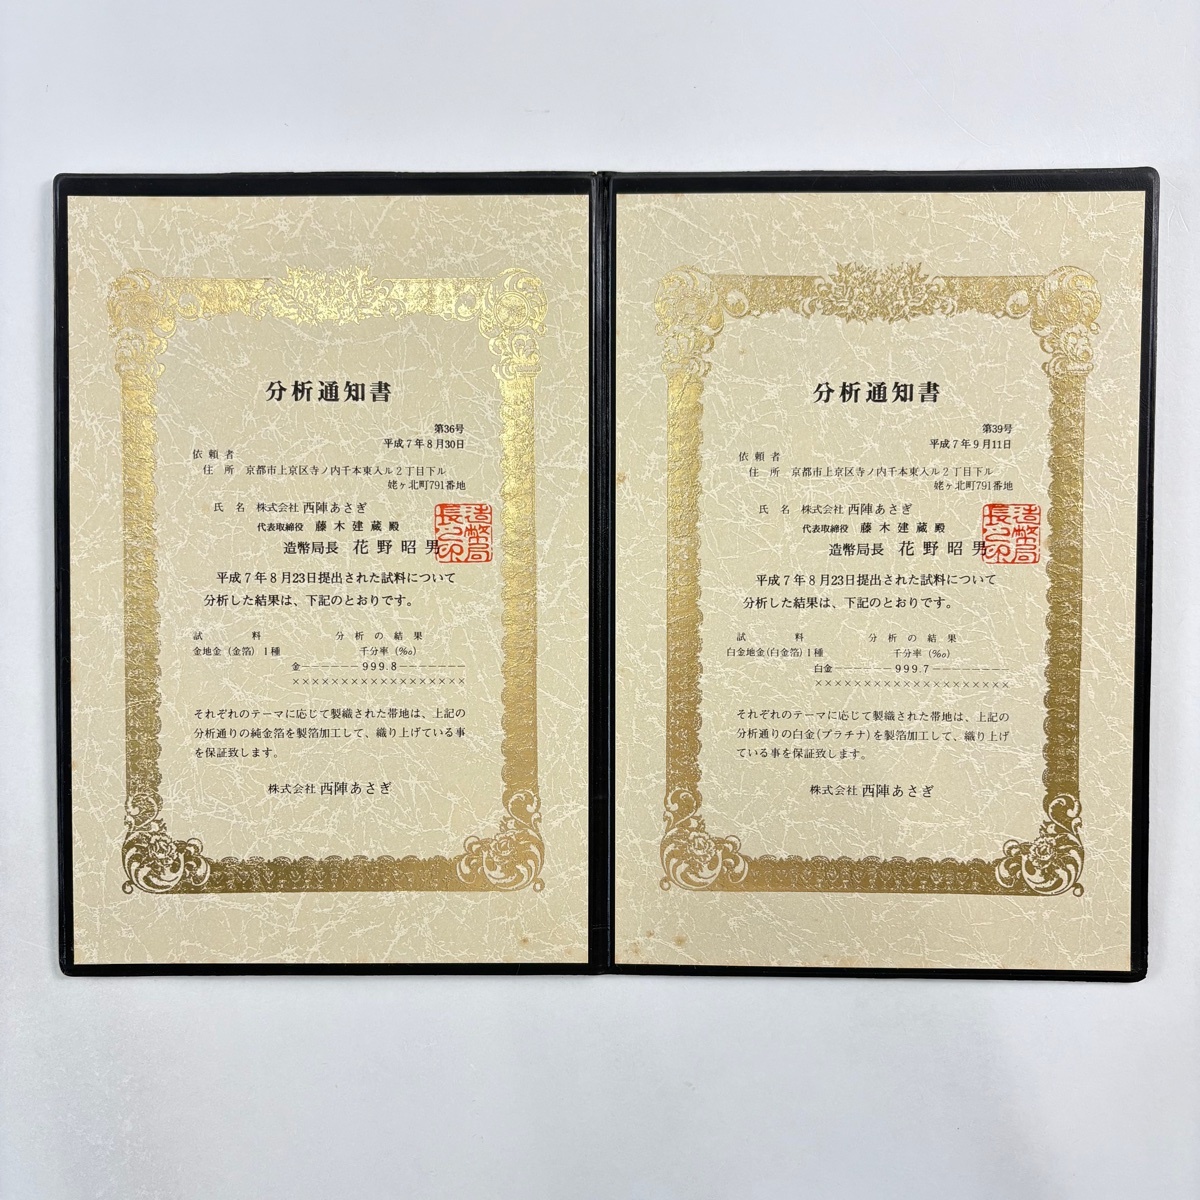 分析通知書
第36号
平成7年8月30日
依頼者
住所 京都市上京区寺ノ内千本東入ル2丁目下ル
姥ヶ北町791番地
氏名 株式会社 西陣あさぎ
代表取締役 藤木建蔵殿
造幣局長 花野昭男
造幣局長之印
平成7年8月23日提出された試料について
分析した結果は、下記のとおりです。
試料 分析の結果
金地金(金箔)1種 千分率(‰)
金―――――――999.8―――――――
××××××××××××××××××
それぞれのテーマに応じて製織された帯地は、上記の
分析通りの純金箔を製箔加工して、織り上げている事
を保証致します。
株式会社 西陣あさぎ
分析通知書
第39号
平成7年9月11日
依頼者
住所 京都市上京区寺ノ内千本東入ル2丁目下ル
姥ヶ北町791番地
氏名 株式会社 西陣あさぎ
代表取締役 藤木建蔵殿
造幣局長 花野昭男
造幣局長之印
平成7年8月23日提出された試料について
分析した結果は、下記のとおりです。
試料 分析の結果
白金地金(白金箔)1種 千分率(‰)
白金―――――――999.7―――――――――
××××××××××××××××××××
それぞれのテーマに応じて製織された帯地は、上記の
分析通りの白金(プラチナ)を製箔加工して、織り上げ
ている事を保証致します。
株式会社 西陣あさぎ